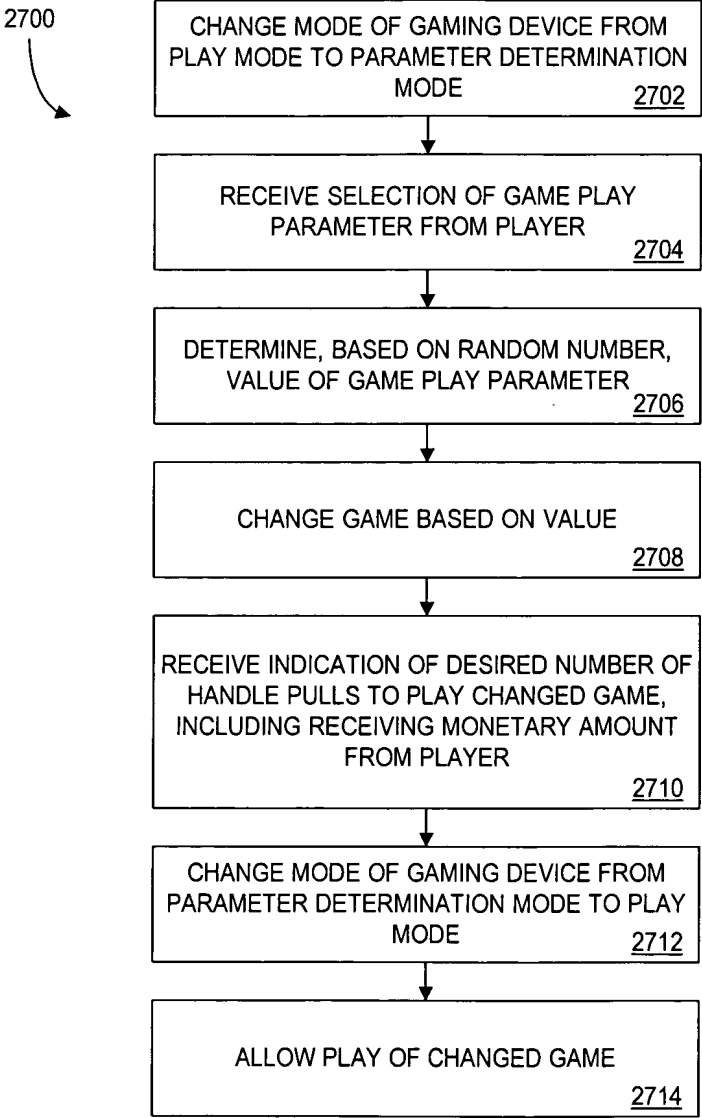 2700
CHANGE MODE OF GAMING DEVICE FROM
PLAY MODE TO PARAMETER DETERMINATION
MODE
2702
RECEIVE SELECTION OF GAME PLAY
PARAMETER FROM PLAYER
2704
DETERMINE, BASED ON RANDOM NUMBER,
VALUE OF GAME PLAY PARAMETER
2706
CHANGE GAME BASED ON VALUE
2708
RECEIVE INDICATION OF DESIRED NUMBER OF
HANDLE PULLS TO PLAY CHANGED GAME,
INCLUDING RECEIVING MONETARY AMOUNT
FROM PLAYER
2710
CHANGE MODE OF GAMING DEVICE FROM
PARAMETER DETERMINATION MODE TO PLAY
MODE
2712
ALLOW PLAY OF CHANGED GAME
2714